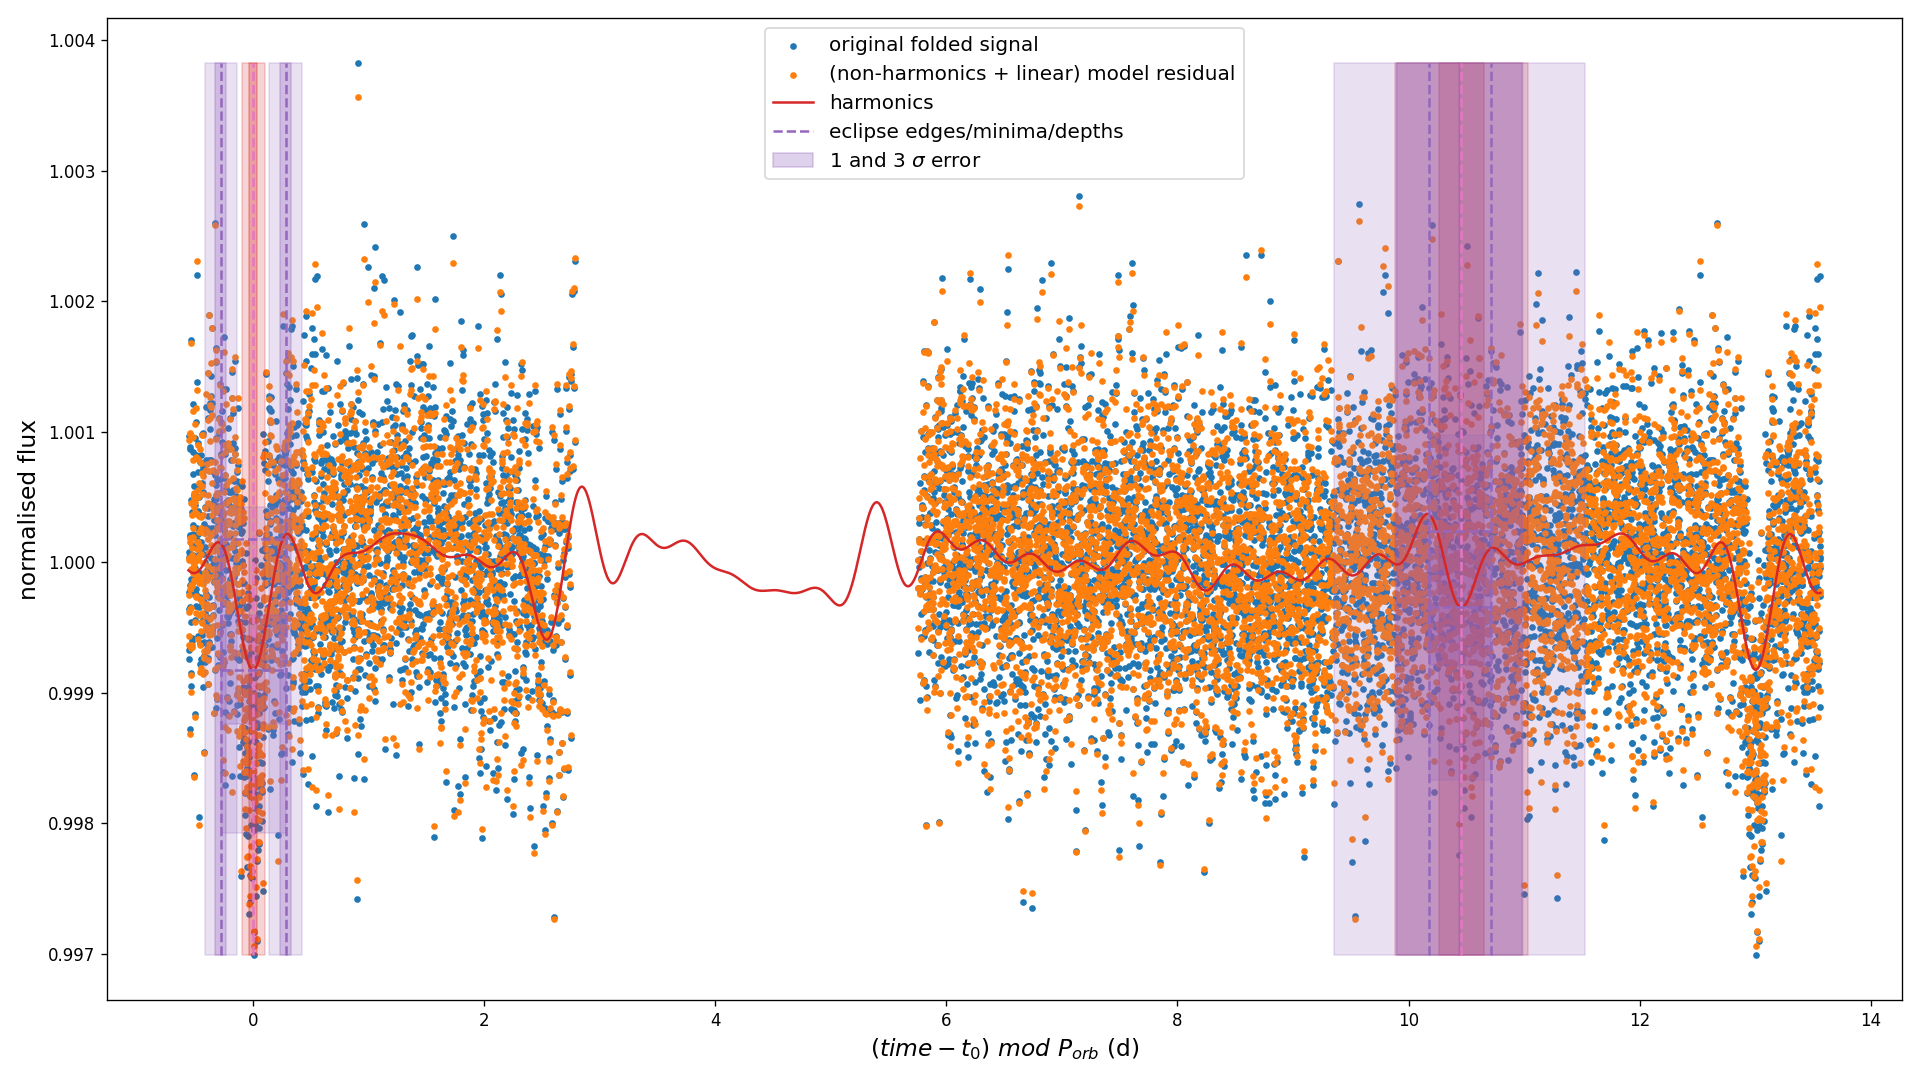 original folded signal
(non-harmonics + linear) model residual
harmonics
eclipse edges/minima/depths
1 and 3 σ error
normalised flux
1.004
1.003
1.002
1.001
1.000
0.999
0.998
0.997
0 2 4 6 8 10 12 14
(time − t₀) mod P_orb (d)